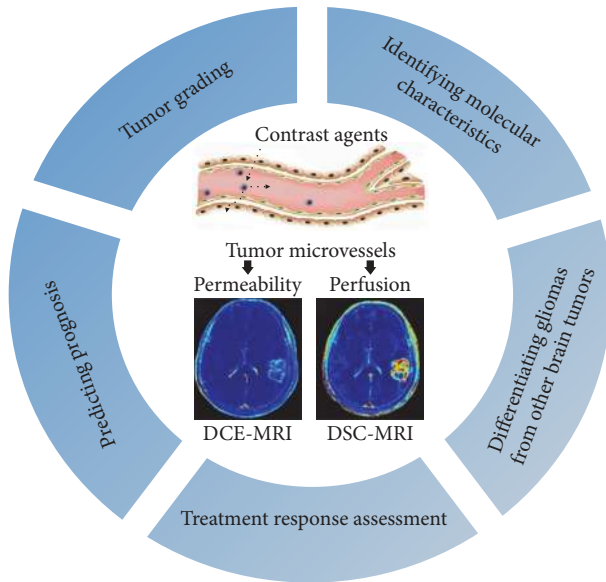 Tumor grading
Identifying molecular
characteristics
Contrast agents
Tumor microvessels
Permeability
Perfusion
DCE-MRI
DSC-MRI
Predicting prognosis
Differentiating gliomas
from other brain tumors
Treatment response assessment